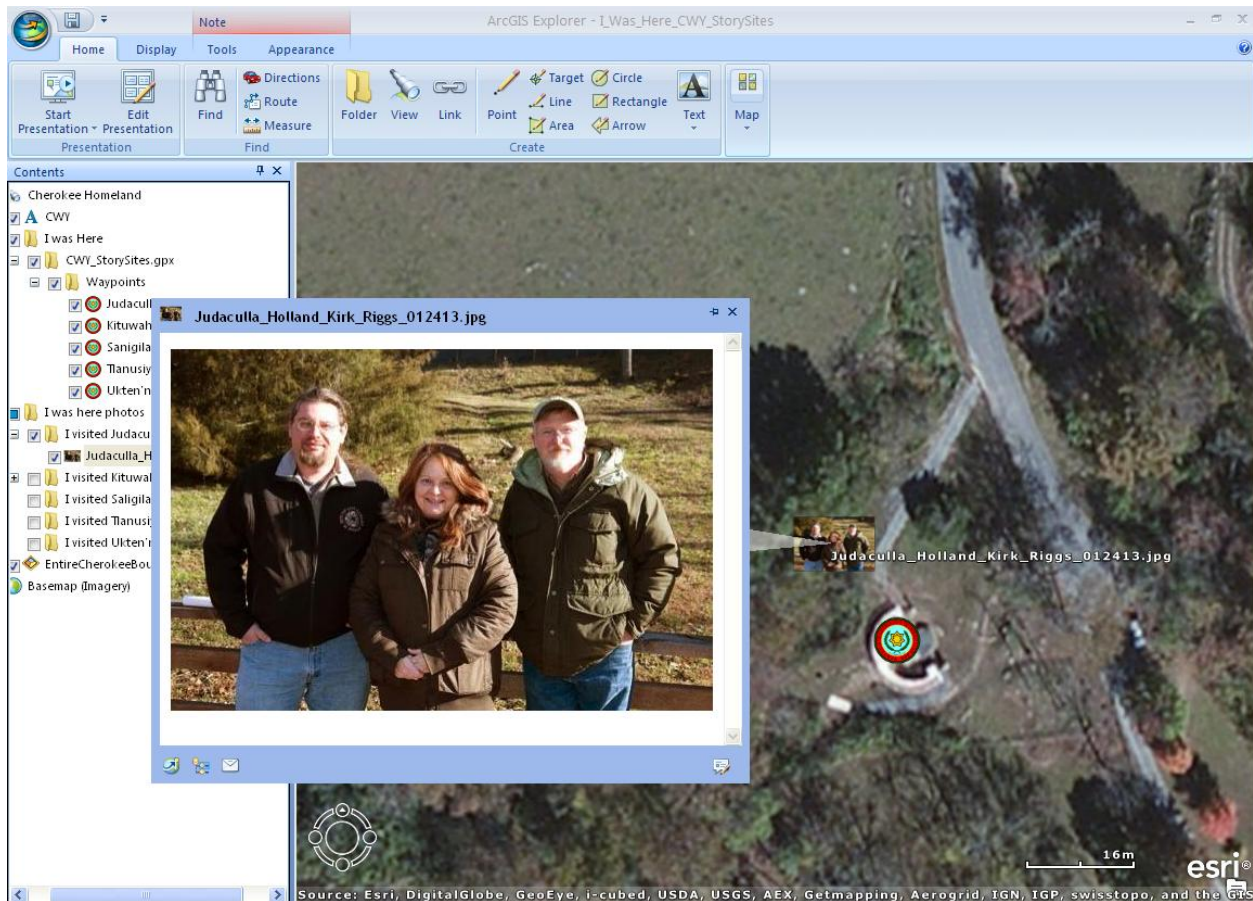 Note
ArcGIS Explorer - I_Was_Here_CWY_StorySites
Home
Display
Tools
Appearance
Start
Presentation
Edit
Presentation
Presentation
Find
Directions
Route
Measure
Find
Folder
View
Link
Point
Target
Line
Area
Circle
Rectangle
Arrow
Text
Create
Map
Contents
Cherokee Homeland
A CWY
I was Here
CWY_StorySites.gpx
Waypoints
Judacull
Kituwah
Sanigila
Tlanusiy
Ukten'n
I was here photos
I visited Judacu
Judaculla_H
I visited Kituwal
I visited Saligila
I visited Tlanusi
I visited Ukten'r
EntireCherokeeBou
Basemap (Imagery)
Judaculla_Holland_Kirk_Riggs_012413.jpg
Judaculla_Holland_Kirk_Riggs_012413.jpg
16m
esri
Source: Esri, DigitalGlobe, GeoEye, i-cubed, USDA, USGS, AEX, Getmapping, Aerogrid, IGN, IGP, swisstopo, and the GIS